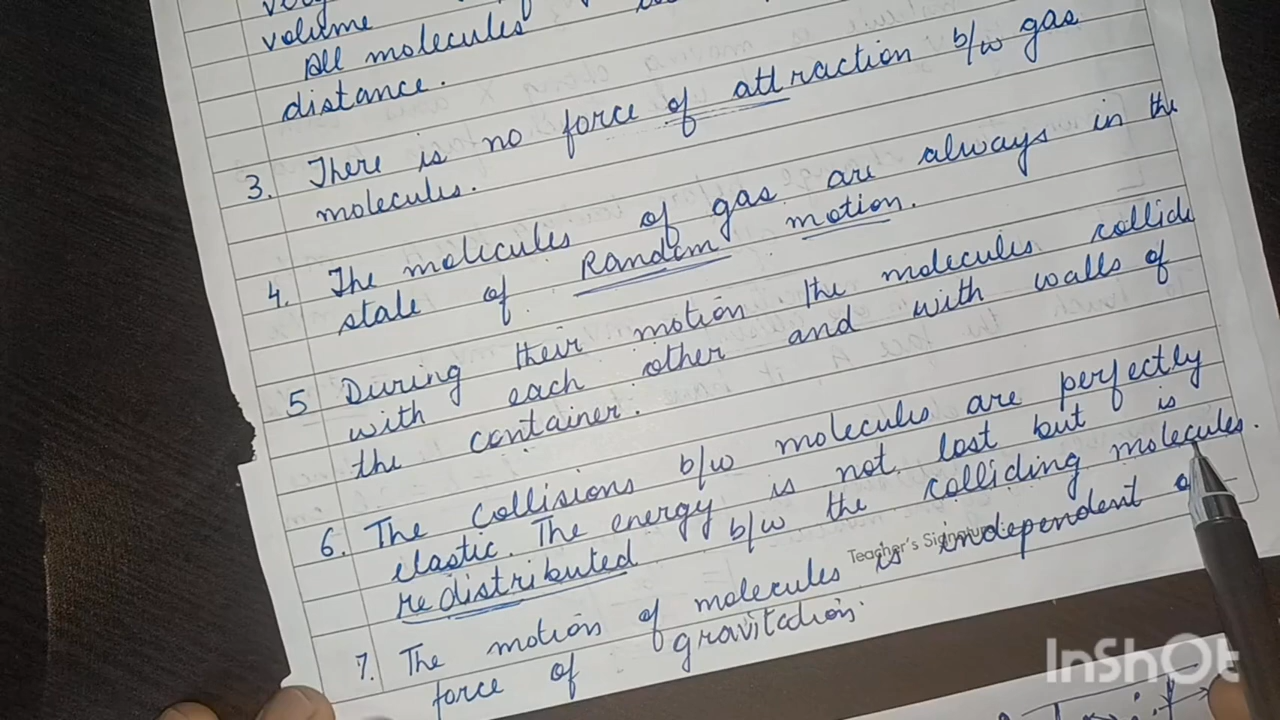 volume
All molecules
distance.
3. There is no force of attraction b/w gas
molecules.
4. The molecules of gas are always in the
state of Random motion.
5 During their motion the molecules collide
with each other and with walls of
the container.
6. The collisions b/w molecules are perfectly
elastic. The energy is not lost but is
redistributed b/w the colliding molecules.
Teacher's Signature
7. The motion of molecules is independent of
force of gravitation.
InShOt